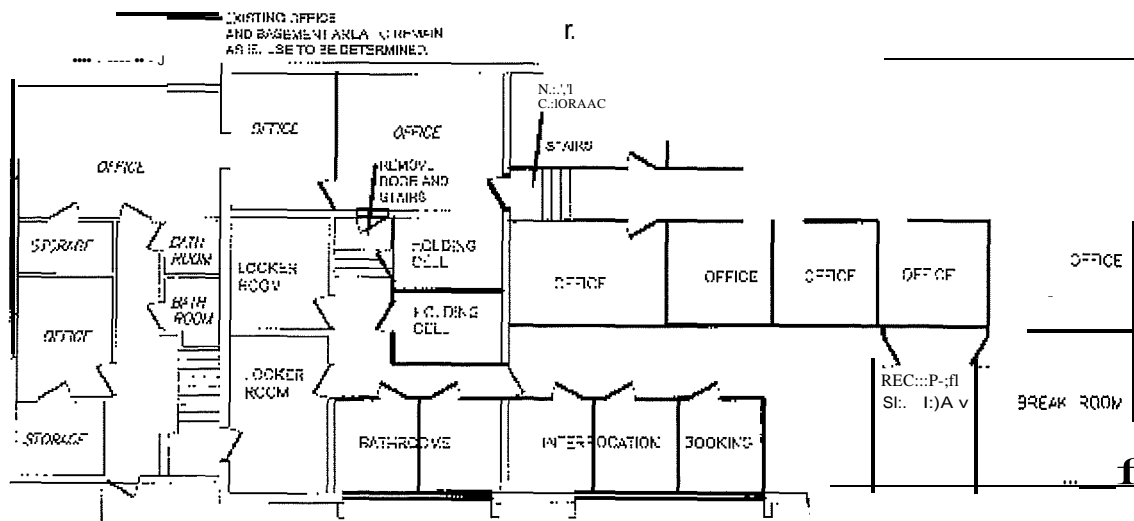 EXISTING OFFICE
AND BASEMENT AREA TO REMAIN
AS IS. USE TO BE DETERMINED.
r.
OFFICE
OFFICE
STAIRS
OFFICE
REMOVE
DOOR AND
STAIRS
STORAGE
BATH
ROOM
HOLDING
CELL
LOCKER
ROOM
OFFICE
OFFICE
OFFICE
OFFICE
OFFICE
BATH
ROOM
HOLDING
CELL
OFFICE
LOCKER
ROOM
BREAK ROOM
STORAGE
BATHROOMS
INTERROGATION
BOOKING
f